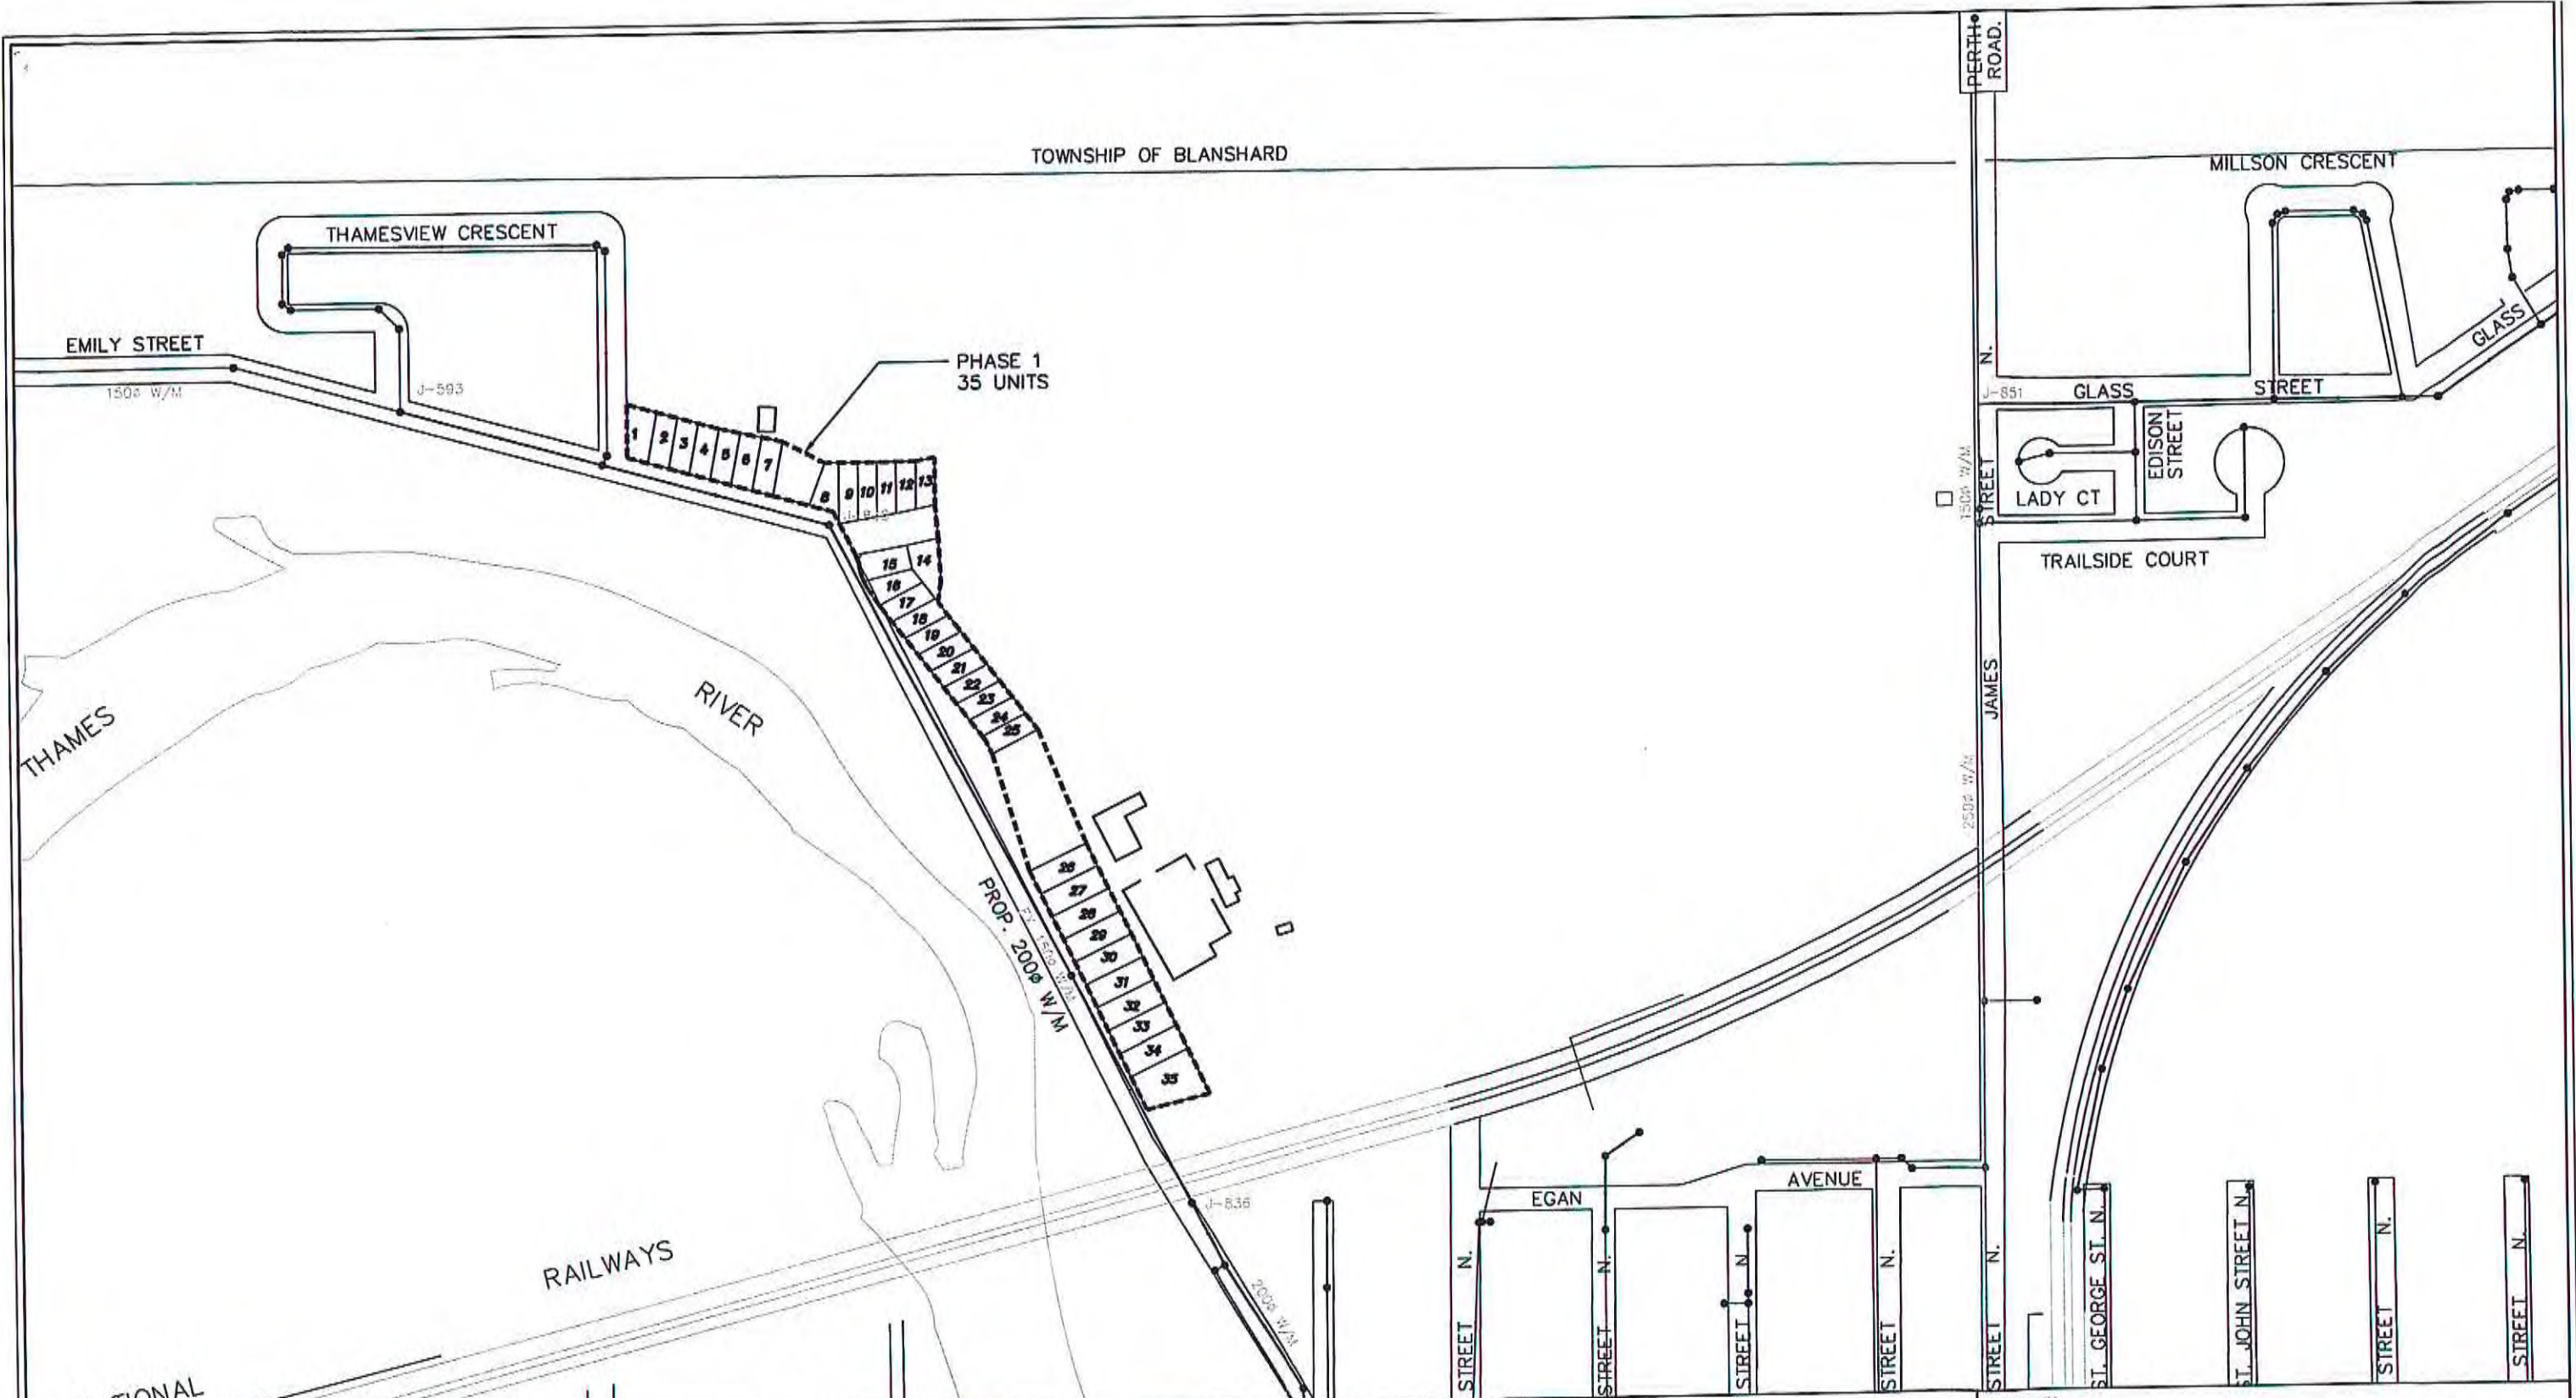 PERTH
ROAD.
TOWNSHIP OF BLANSHARD
MILLSON CRESCENT
THAMESVIEW CRESCENT
EMILY STREET
150ø W/M
J-593
PHASE 1
35 UNITS
GLASS
N.
J-851
GLASS STREET
EDISON
STREET
LADY CT
150ø W/M
STREET
TRAILSIDE COURT
1
2
3
4
5
6
7
8
9
10
11
12
13
14
15
16
17
18
19
20
21
22
23
24
25
26
27
28
29
30
31
32
33
34
35
THAMES
RIVER
JAMES
250ø W/M
PROP. 200ø W/M
EX. 150ø W/M
J-836
200ø W/M
RAILWAYS
EGAN AVENUE
STREET N.
STREET N.
STREET N.
STREET N.
STREET N.
ST. GEORGE ST. N.
ST. JOHN STREET N.
STREET N.
STREET N.